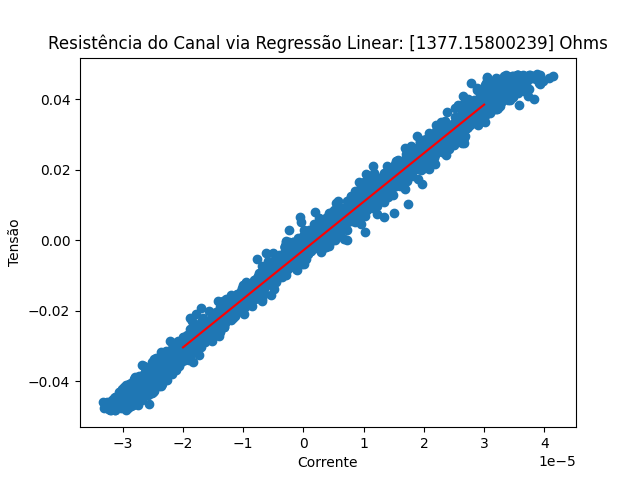 Resistência do Canal via Regressão Linear: [1377.15800239] Ohms
0.04
0.02
0.00
−0.02
−0.04
Tensão
−3 −2 −1 0 1 2 3 4
1e−5
Corrente